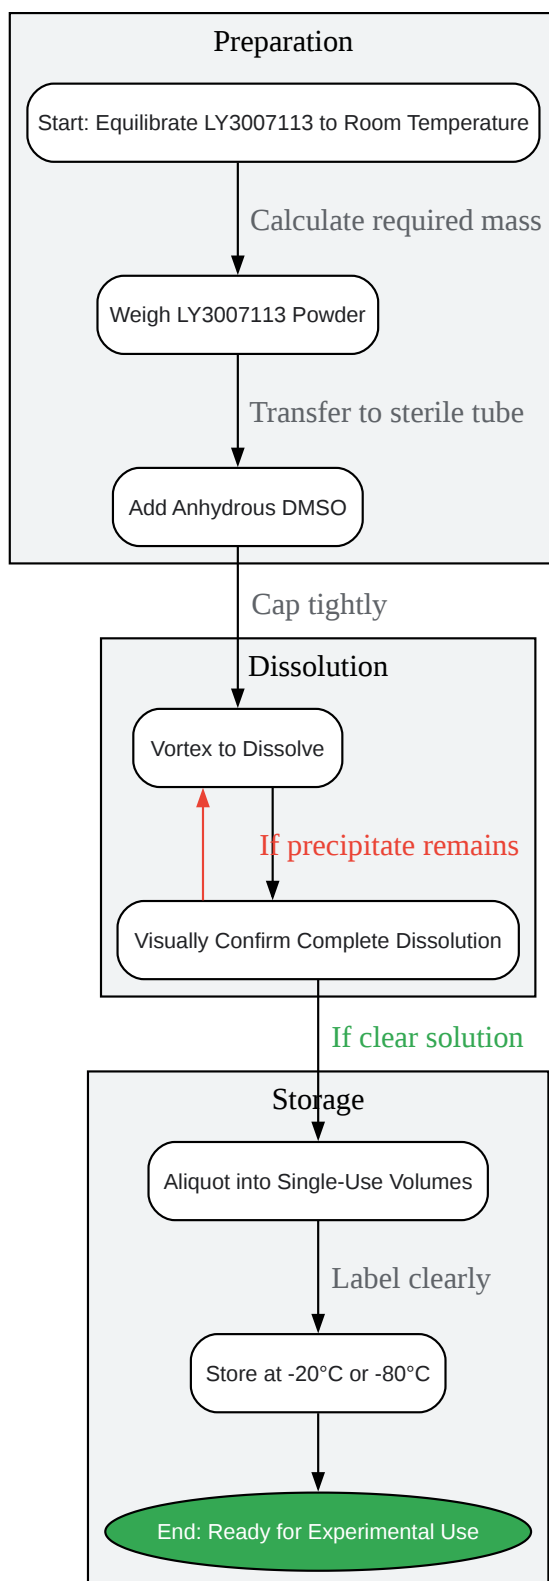 Preparation
Start: Equilibrate LY3007113 to Room Temperature
Calculate required mass
Weigh LY3007113 Powder
Transfer to sterile tube
Add Anhydrous DMSO
Cap tightly
Dissolution
Vortex to Dissolve
If precipitate remains
Visually Confirm Complete Dissolution
If clear solution
Storage
Aliquot into Single-Use Volumes
Label clearly
Store at -20°C or -80°C
End: Ready for Experimental Use